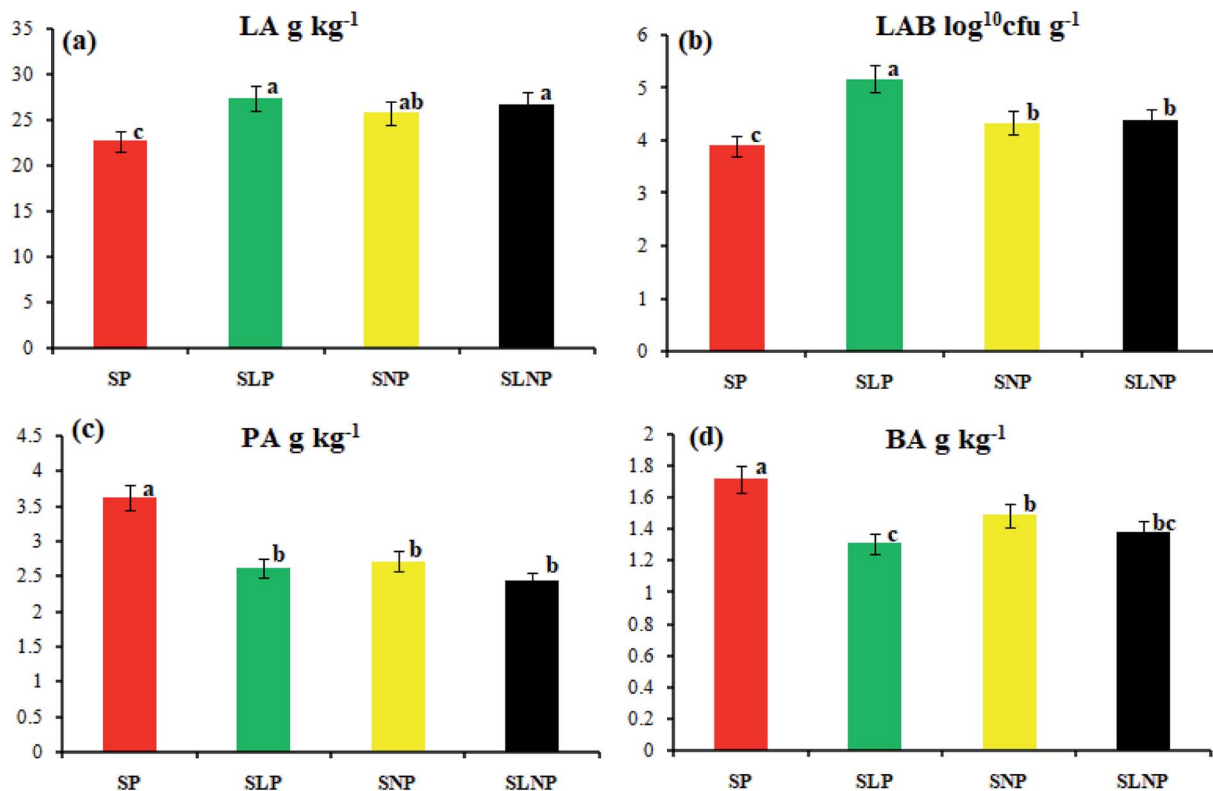 (a) LA g kg⁻¹
35
30
25
20
15
10
5
0
c
a
ab
a
SP SLP SNP SLNP
(b) LAB log¹⁰cfu g⁻¹
6
5
4
3
2
1
0
c
a
b
b
SP SLP SNP SLNP
(c) PA g kg⁻¹
4.5
4
3.5
3
2.5
2
1.5
1
0.5
0
a
b
b
b
SP SLP SNP SLNP
(d) BA g kg⁻¹
2
1.8
1.6
1.4
1.2
1
0.8
0.6
0.4
0.2
0
a
c
b
bc
SP SLP SNP SLNP